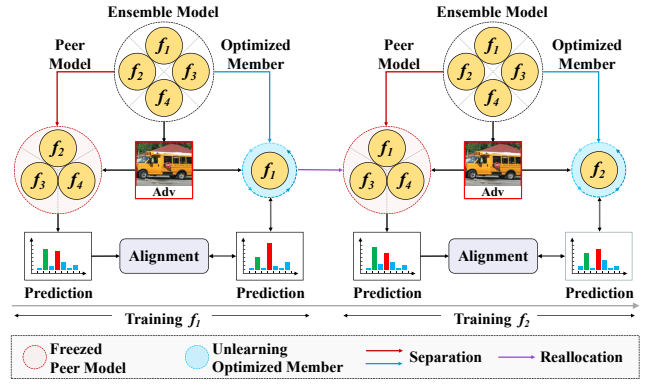 Ensemble Model
Peer Model
Optimized Member
f1
f2
f3
f4
f2
f3
f4
Adv
f1
Alignment
Prediction
Prediction
Training f1
Ensemble Model
Peer Model
Optimized Member
f1
f2
f3
f4
f1
f3
f4
Adv
f2
Alignment
Prediction
Prediction
Training f2
Freezed Peer Model
Unlearning Optimized Member
Separation
Reallocation